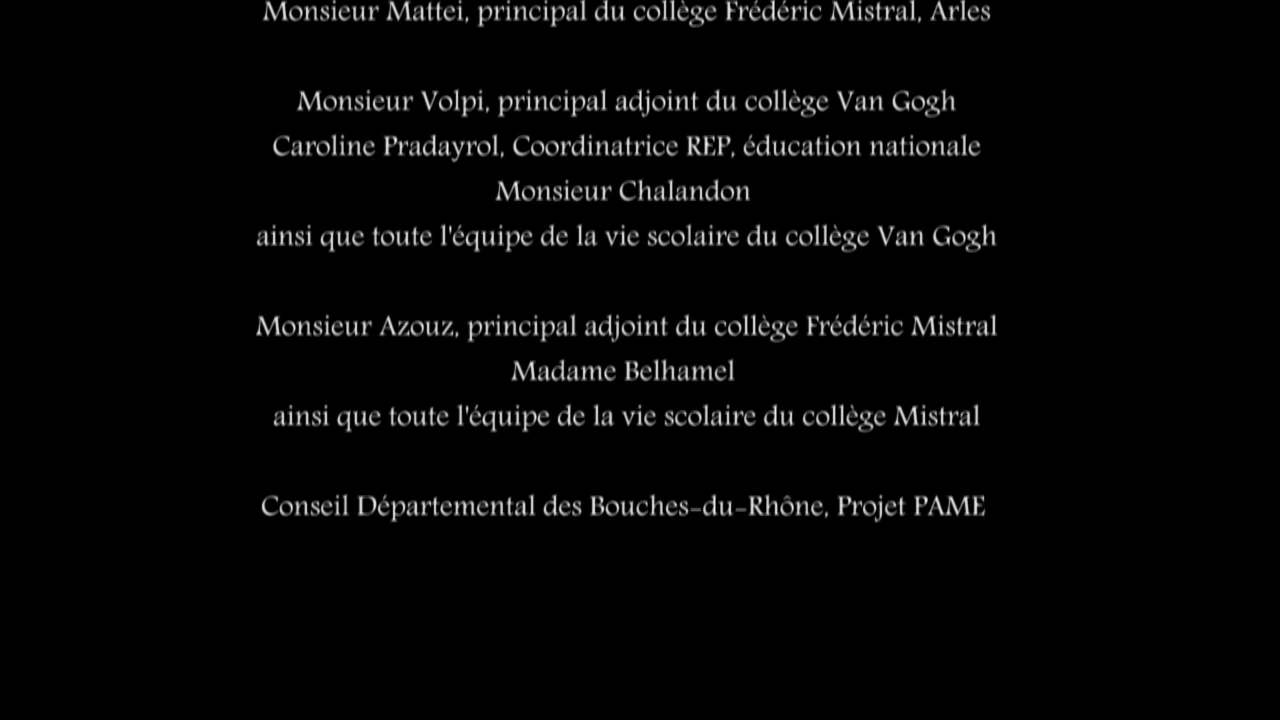 Monsieur Mattei, principal du collège Frédéric Mistral, Arles
Monsieur Volpi, principal adjoint du collège Van Gogh
Caroline Pradayrol, Coordinatrice REP, éducation nationale
Monsieur Chalandon
ainsi que toute l'équipe de la vie scolaire du collège Van Gogh
Monsieur Azouz, principal adjoint du collège Frédéric Mistral
Madame Belhamel
ainsi que toute l'équipe de la vie scolaire du collège Mistral
Conseil Départemental des Bouches-du-Rhône, Projet PAME